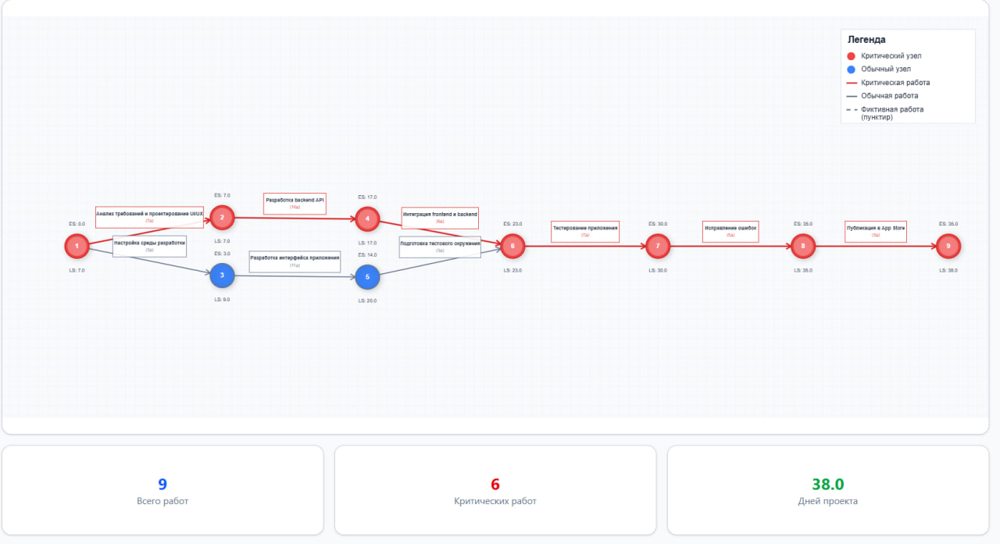 Легенда
Критический узел
Обычный узел
Критическая работа
Обычная работа
Фиктивная работа
(пунктир)
ES: 0.0
1
LS: 7.0
Анализ требований и проектирование UI/UX
(7д)
Настройка среды разработки
(3д)
ES: 7.0
2
LS: 7.0
ES: 3.0
3
LS: 9.0
Разработка backend API
(10д)
Разработка интерфейса приложения
(11д)
ES: 17.0
4
LS: 17.0
ES: 14.0
5
LS: 20.0
Интеграция frontend и backend
(6д)
Подготовка тестового окружения
(3д)
ES: 23.0
6
LS: 23.0
Тестирование приложения
(7д)
ES: 30.0
7
LS: 30.0
Исправление ошибок
(5д)
ES: 35.0
8
LS: 35.0
Публикация в App Store
(3д)
ES: 35.0
9
LS: 38.0
9
Всего работ
6
Критических работ
38.0
Дней проекта